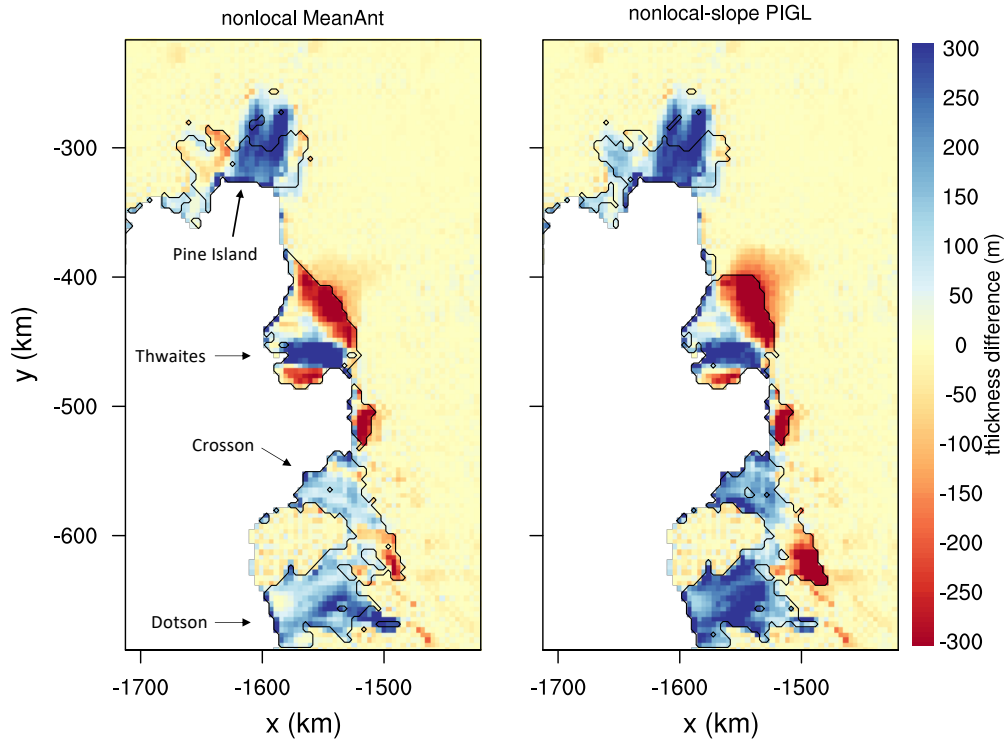 nonlocal MeanAnt
nonlocal-slope PIGL
y (km)
-300
-400
-500
-600
Pine Island
Thwaites
Crosson
Dotson
-1700
-1600
-1500
x (km)
-1700
-1600
-1500
x (km)
300
250
200
150
100
50
0
-50
-100
-150
-200
-250
-300
thickness difference (m)